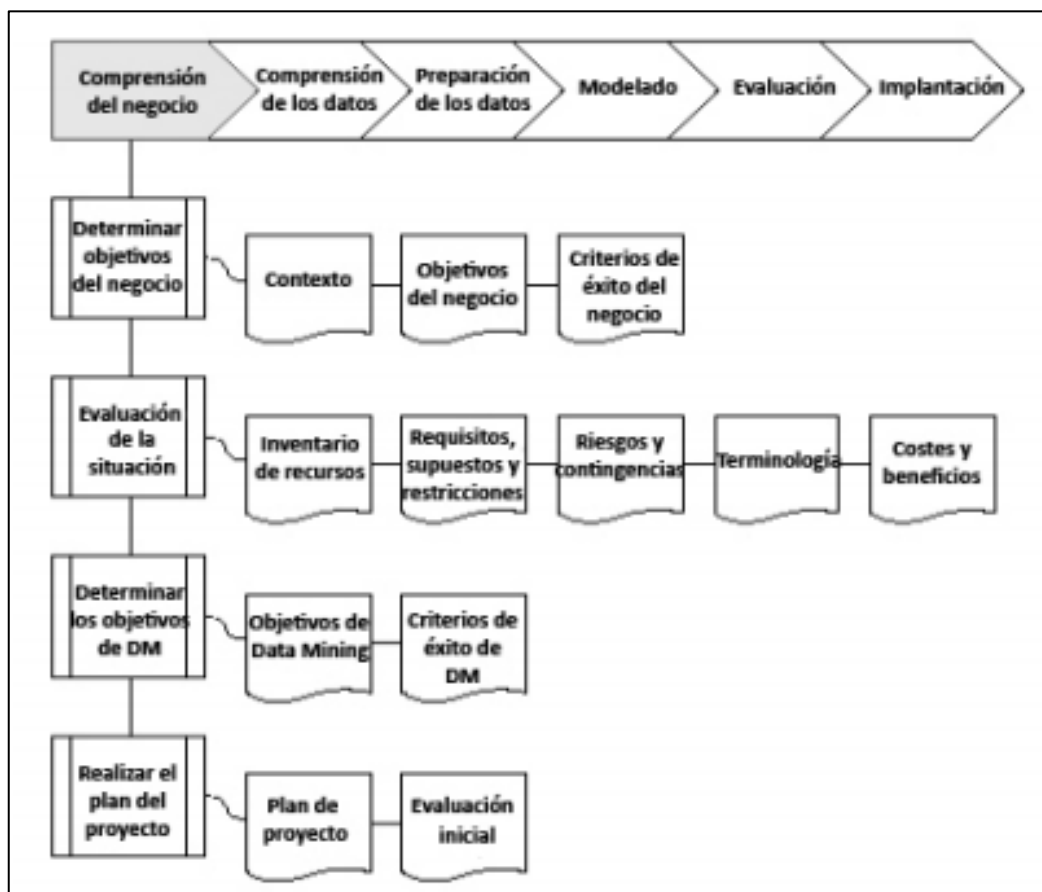 Comprensión
del negocio
Comprensión
de los datos
Preparación
de los datos
Modelado
Evaluación
Implantación
Determinar
objetivos
del negocio
Contexto
Objetivos
del negocio
Criterios de
éxito del
negocio
Evaluación
de la
situación
Inventario
de recursos
Requisitos,
supuestos y
restricciones
Riesgos y
contingencias
Terminología
Costes y
beneficios
Determinar
los objetivos
de DM
Objetivos de
Data Mining
Criterios de
éxito de
DM
Realizar el
plan del
proyecto
Plan de
proyecto
Evaluación
inicial